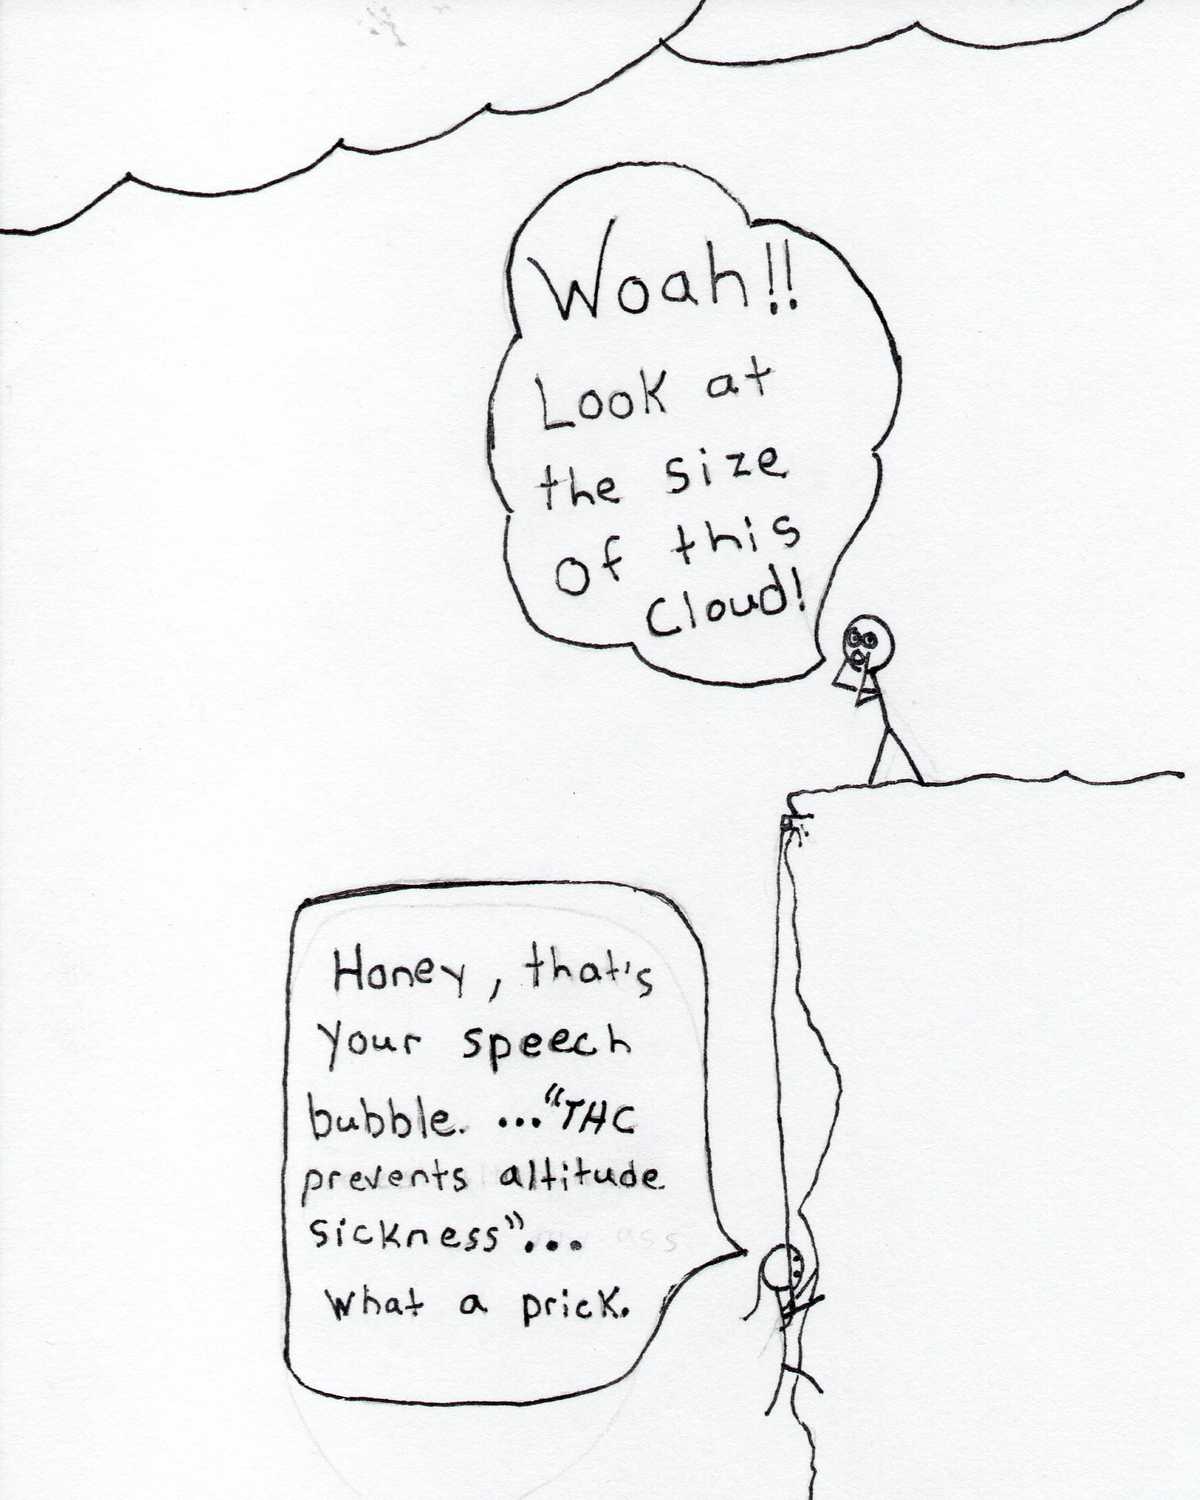 Woah!!
Look at
the size
of this
Cloud!
Honey, that's
your speech
bubble. ..."THC
prevents altitude
sickness"...
what a prick.